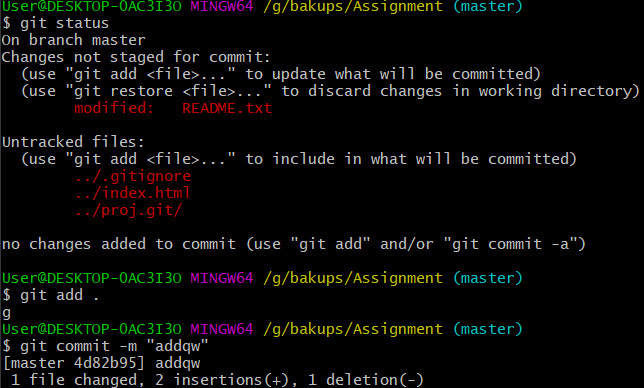 User@DESKTOP-OAC3I3O MINGW64 /g/bakups/Assignment (master)
$ git status
On branch master
Changes not staged for commit:
  (use "git add <file>..." to update what will be committed)
  (use "git restore <file>..." to discard changes in working directory)
        modified:   README.txt

Untracked files:
  (use "git add <file>..." to include in what will be committed)
        ../.gitignore
        ../index.html
        ../proj.git/

no changes added to commit (use "git add" and/or "git commit -a")

User@DESKTOP-OAC3I3O MINGW64 /g/bakups/Assignment (master)
$ git add .
g
User@DESKTOP-OAC3I3O MINGW64 /g/bakups/Assignment (master)
$ git commit -m "addqw"
[master 4d82b95] addqw
 1 file changed, 2 insertions(+), 1 deletion(-)